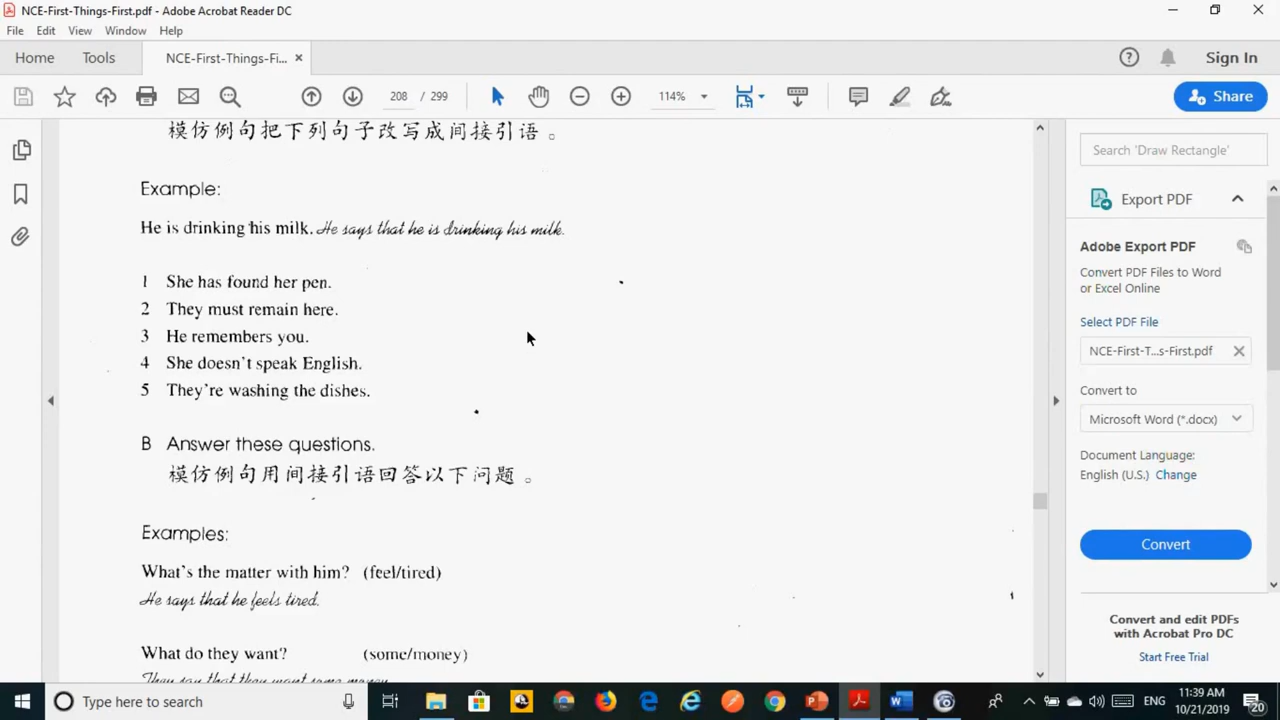 NCE-First-Things-First.pdf - Adobe Acrobat Reader DC
File Edit View Window Help
Home Tools NCE-First-Things-Fi... × Sign In
208 / 299 114% Share
模仿例句把下列句子改写成间接引语。
Example:
He is drinking his milk. He says that he is drinking his milk.
1 She has found her pen.
2 They must remain here.
3 He remembers you.
4 She doesn't speak English.
5 They're washing the dishes.
B Answer these questions.
模仿例句用间接引语回答以下问题。
Examples:
What's the matter with him? (feel/tired)
He says that he feels tired.
What do they want? (some/money)
They say that they want some money
Search 'Draw Rectangle'
Export PDF
Adobe Export PDF
Convert PDF Files to Word
or Excel Online
Select PDF File
NCE-First-T...s-First.pdf
Convert to
Microsoft Word (*.docx)
Document Language:
English (U.S.) Change
Convert
Convert and edit PDFs
with Acrobat Pro DC
Start Free Trial
Type here to search
ENG
11:39 AM
10/21/2019
20